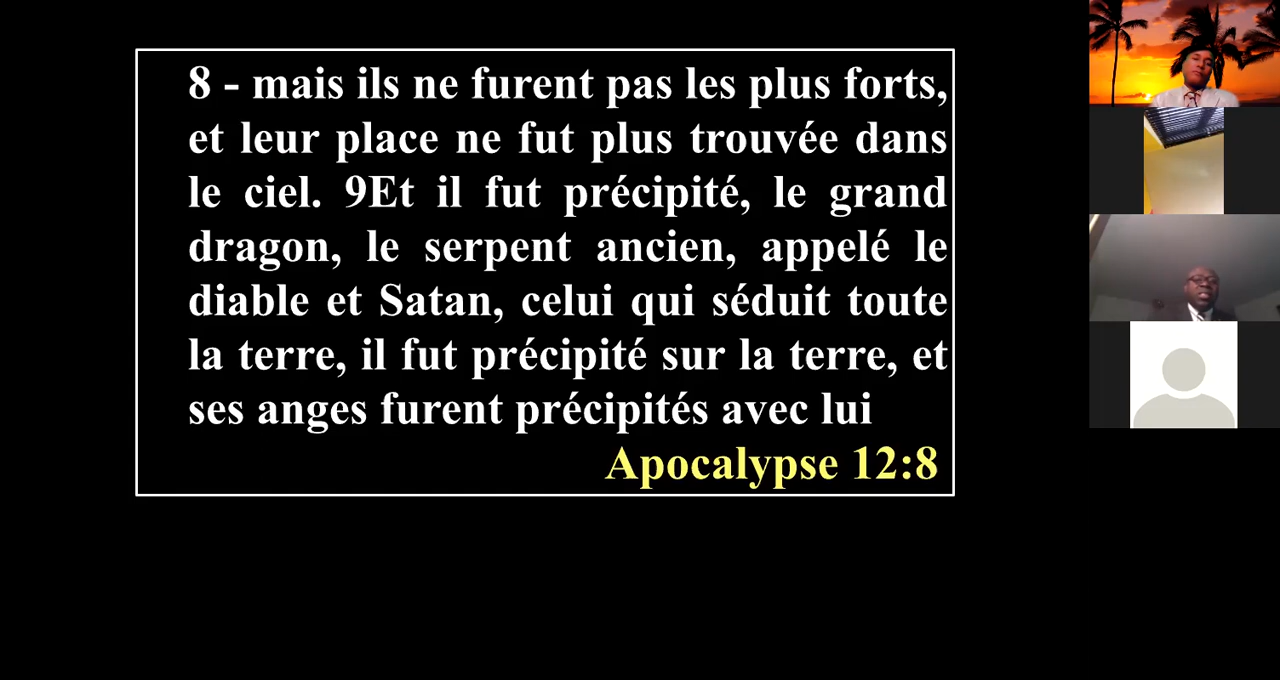 8 - mais ils ne furent pas les plus forts,
et leur place ne fut plus trouvée dans
le ciel. 9Et il fut précipité, le grand
dragon, le serpent ancien, appelé le
diable et Satan, celui qui séduit toute
la terre, il fut précipité sur la terre, et
ses anges furent précipités avec lui
Apocalypse 12:8